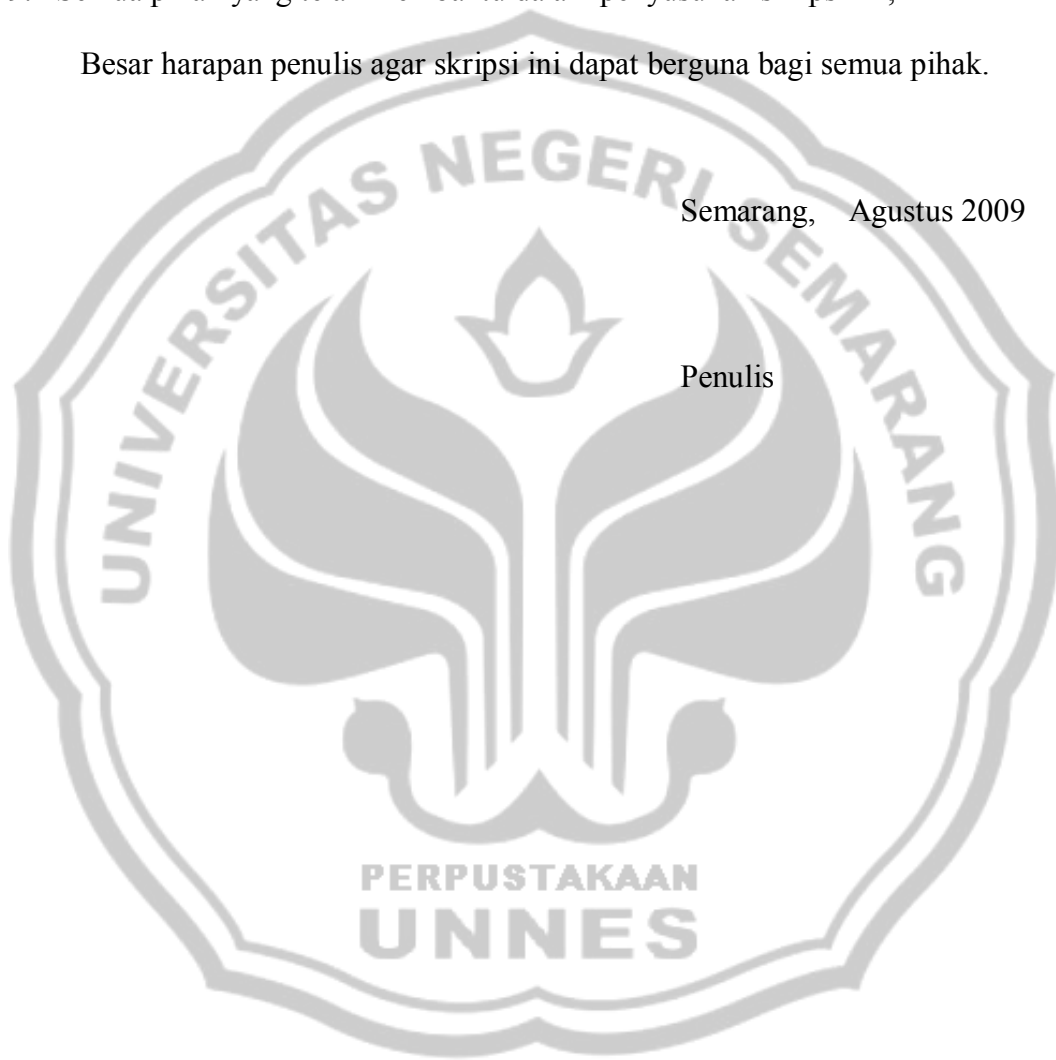 Besar harapan penulis agar skripsi ini dapat berguna bagi semua pihak.
UNIVERSITAS NEGERI SEMARANG
Semarang, Agustus 2009
Penulis
PERPUSTAKAAN
UNNES